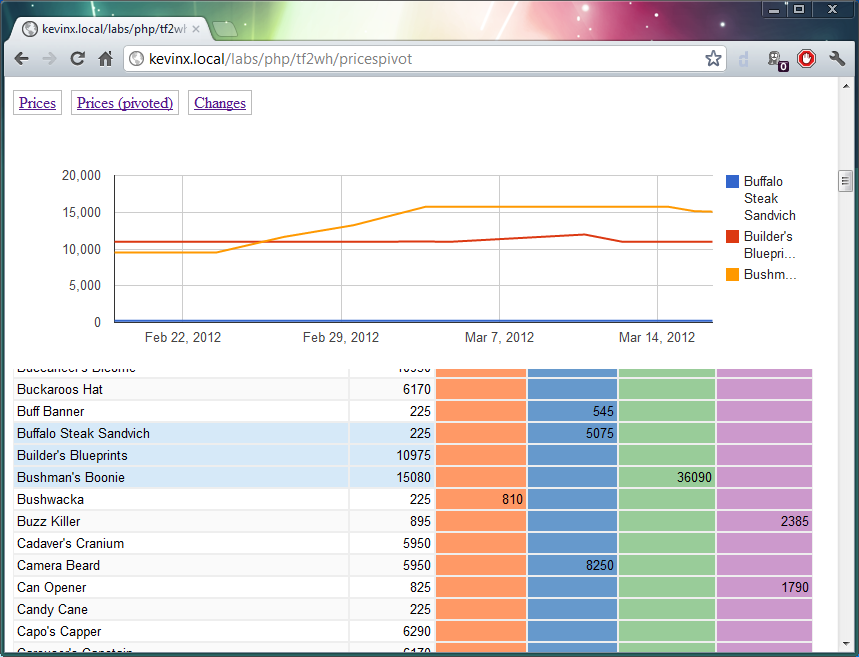 kevinx.local/labs/php/tf2wh
kevinx.local/labs/php/tf2wh/pricespivot
0
Prices Prices (pivoted) Changes
20,000
15,000
10,000
5,000
0
Feb 22, 2012 Feb 29, 2012 Mar 7, 2012 Mar 14, 2012
Buffalo
Steak
Sandvich
Builder's
Bluepri...
Bushm...
Buckaroos Hat 6170
Buff Banner 225 545
Buffalo Steak Sandvich 225 5075
Builder's Blueprints 10975
Bushman's Boonie 15080 36090
Bushwacka 225 810
Buzz Killer 895 2385
Cadaver's Cranium 5950
Camera Beard 5950 8250
Can Opener 825 1790
Candy Cane 225
Capo's Capper 6290